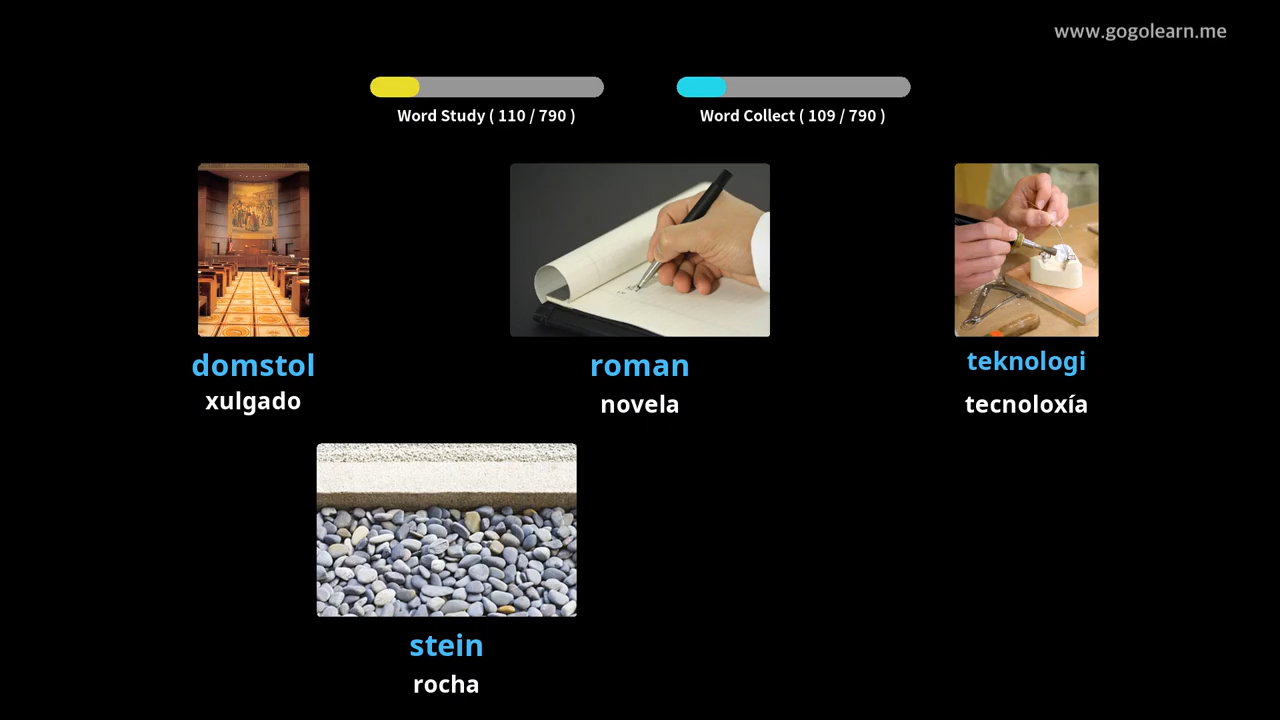 www.gogolearn.me
Word Study ( 110 / 790 )
Word Collect ( 109 / 790 )
domstol
xulgado
roman
novela
teknologi
tecnoloxía
stein
rocha